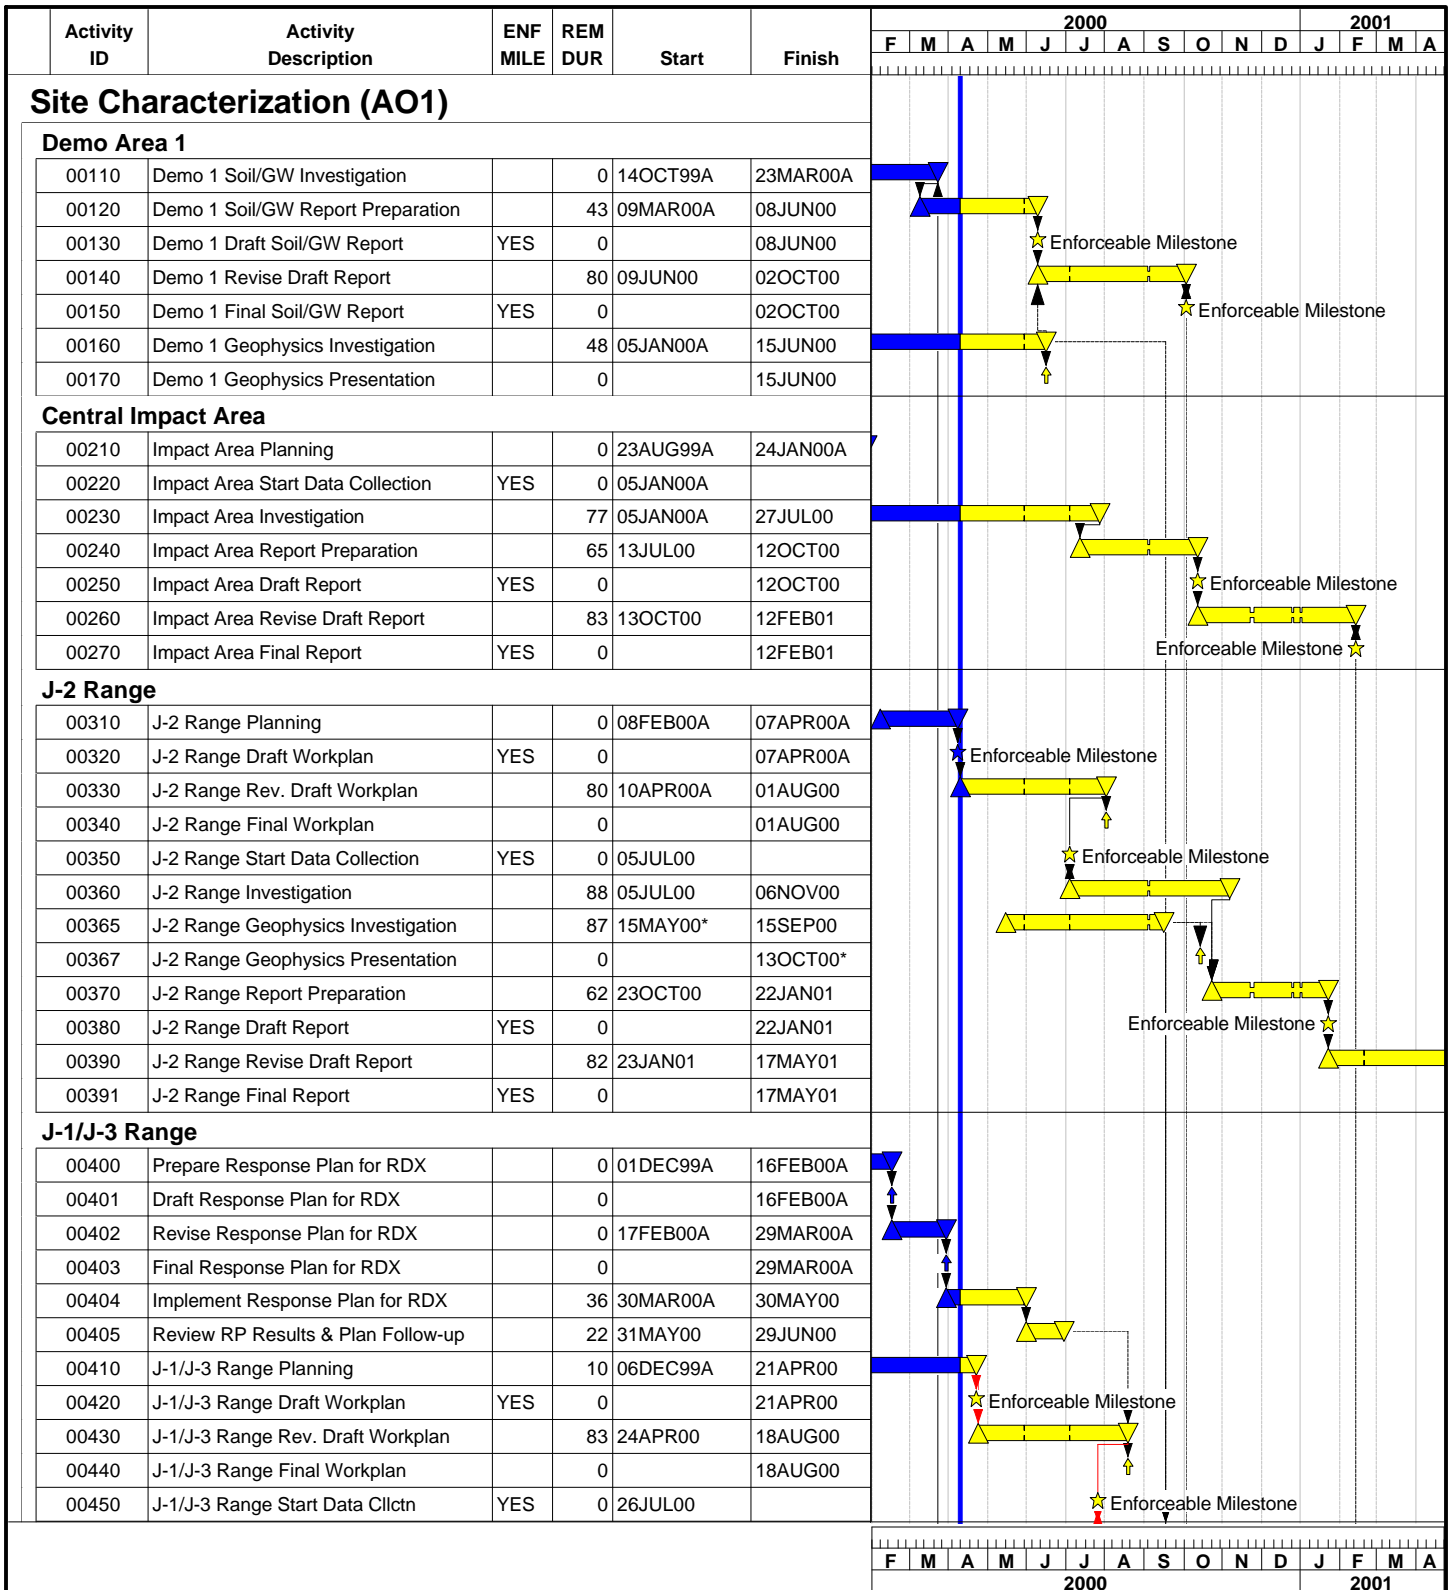 Activity ID Activity Description ENF MILE REM DUR Start Finish
2000 2001
F M A M J J A S O N D J F M A
Site Characterization (AO1)
Demo Area 1
00110 Demo 1 Soil/GW Investigation 0 14OCT99A 23MAR00A
00120 Demo 1 Soil/GW Report Preparation 43 09MAR00A 08JUN00
00130 Demo 1 Draft Soil/GW Report YES 0 08JUN00 Enforceable Milestone
00140 Demo 1 Revise Draft Report 80 09JUN00 02OCT00
00150 Demo 1 Final Soil/GW Report YES 0 02OCT00 Enforceable Milestone
00160 Demo 1 Geophysics Investigation 48 05JAN00A 15JUN00
00170 Demo 1 Geophysics Presentation 0 15JUN00
Central Impact Area
00210 Impact Area Planning 0 23AUG99A 24JAN00A
00220 Impact Area Start Data Collection YES 0 05JAN00A
00230 Impact Area Investigation 77 05JAN00A 27JUL00
00240 Impact Area Report Preparation 65 13JUL00 12OCT00
00250 Impact Area Draft Report YES 0 12OCT00 Enforceable Milestone
00260 Impact Area Revise Draft Report 83 13OCT00 12FEB01
00270 Impact Area Final Report YES 0 12FEB01 Enforceable Milestone
J-2 Range
00310 J-2 Range Planning 0 08FEB00A 07APR00A
00320 J-2 Range Draft Workplan YES 0 07APR00A Enforceable Milestone
00330 J-2 Range Rev. Draft Workplan 80 10APR00A 01AUG00
00340 J-2 Range Final Workplan 0 01AUG00
00350 J-2 Range Start Data Collection YES 0 05JUL00 Enforceable Milestone
00360 J-2 Range Investigation 88 05JUL00 06NOV00
00365 J-2 Range Geophysics Investigation 87 15MAY00* 15SEP00
00367 J-2 Range Geophysics Presentation 0 13OCT00*
00370 J-2 Range Report Preparation 62 23OCT00 22JAN01
00380 J-2 Range Draft Report YES 0 22JAN01 Enforceable Milestone
00390 J-2 Range Revise Draft Report 82 23JAN01 17MAY01
00391 J-2 Range Final Report YES 0 17MAY01
J-1/J-3 Range
00400 Prepare Response Plan for RDX 0 01DEC99A 16FEB00A
00401 Draft Response Plan for RDX 0 16FEB00A
00402 Revise Response Plan for RDX 0 17FEB00A 29MAR00A
00403 Final Response Plan for RDX 0 29MAR00A
00404 Implement Response Plan for RDX 36 30MAR00A 30MAY00
00405 Review RP Results & Plan Follow-up 22 31MAY00 29JUN00
00410 J-1/J-3 Range Planning 10 06DEC99A 21APR00
00420 J-1/J-3 Range Draft Workplan YES 0 21APR00 Enforceable Milestone
00430 J-1/J-3 Range Rev. Draft Workplan 83 24APR00 18AUG00
00440 J-1/J-3 Range Final Workplan 0 18AUG00
00450 J-1/J-3 Range Start Data Cllctn YES 0 26JUL00 Enforceable Milestone
F M A M J J A S O N D J F M A
2000 2001